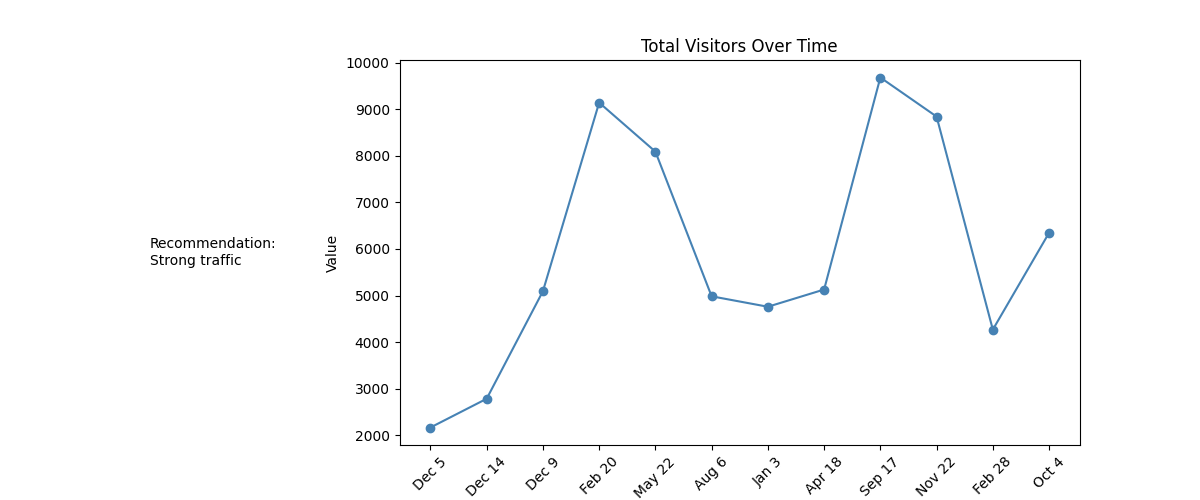 Total Visitors Over Time
Recommendation:
Strong traffic
Value
10000
9000
8000
7000
6000
5000
4000
3000
2000
Dec 5
Dec 14
Dec 9
Feb 20
May 22
Aug 6
Jan 3
Apr 18
Sep 17
Nov 22
Feb 28
Oct 4